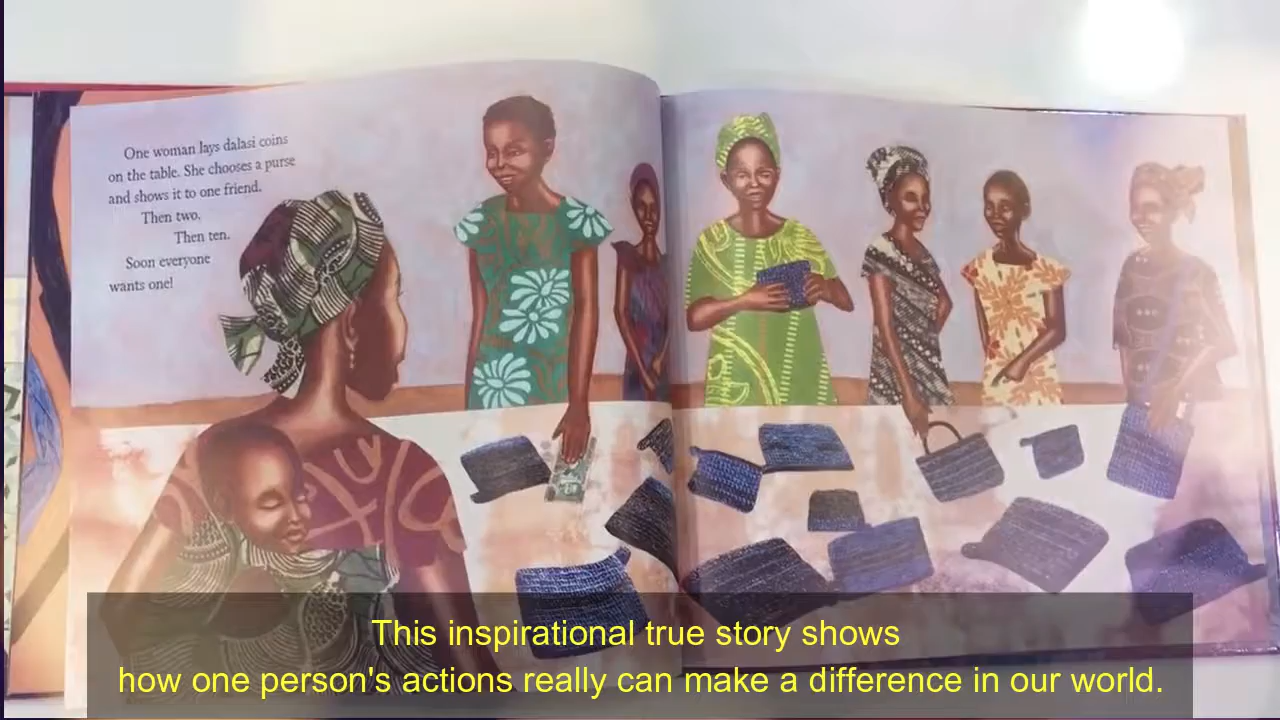 One woman lays dalasi coins
on the table. She chooses a purse
and shows it to one friend.
Then two.
Then ten.
Soon everyone
wants one!
This inspirational true story shows
how one person's actions really can make a difference in our world.